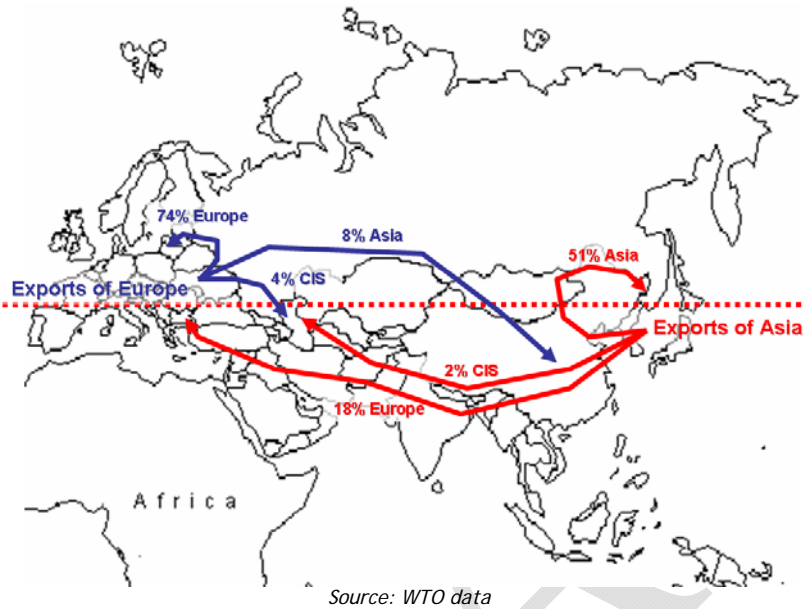 74% Europe
8% Asia
51% Asia
4% CIS
Exports of Europe
Exports of Asia
2% CIS
18% Europe
Africa
Source: WTO data